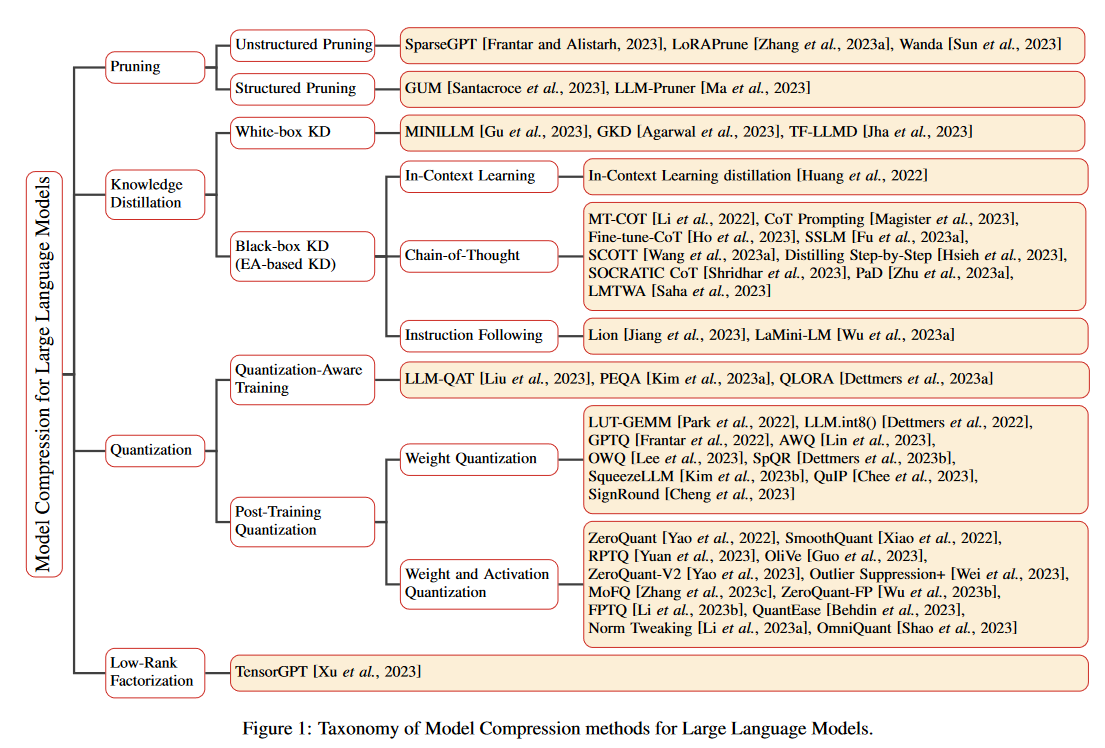 Model Compression for Large Language Models
Pruning
Unstructured Pruning
SparseGPT [Frantar and Alistarh, 2023], LoRAPrune [Zhang et al., 2023a], Wanda [Sun et al., 2023]
Structured Pruning
GUM [Santacroce et al., 2023], LLM-Pruner [Ma et al., 2023]
Knowledge
Distillation
White-box KD
MINILLM [Gu et al., 2023], GKD [Agarwal et al., 2023], TF-LLMD [Jha et al., 2023]
Black-box KD
(EA-based KD)
In-Context Learning
In-Context Learning distillation [Huang et al., 2022]
Chain-of-Thought
MT-COT [Li et al., 2022], CoT Prompting [Magister et al., 2023],
Fine-tune-CoT [Ho et al., 2023], SSLM [Fu et al., 2023a],
SCOTT [Wang et al., 2023a], Distilling Step-by-Step [Hsieh et al., 2023],
SOCRATIC CoT [Shridhar et al., 2023], PaD [Zhu et al., 2023a],
LMTWA [Saha et al., 2023]
Instruction Following
Lion [Jiang et al., 2023], LaMini-LM [Wu et al., 2023a]
Quantization
Quantization-Aware
Training
LLM-QAT [Liu et al., 2023], PEQA [Kim et al., 2023a], QLORA [Dettmers et al., 2023a]
Post-Training
Quantization
Weight Quantization
LUT-GEMM [Park et al., 2022], LLM.int8() [Dettmers et al., 2022],
GPTQ [Frantar et al., 2022], AWQ [Lin et al., 2023],
OWQ [Lee et al., 2023], SpQR [Dettmers et al., 2023b],
SqueezeLLM [Kim et al., 2023b], QuIP [Chee et al., 2023],
SignRound [Cheng et al., 2023]
Weight and Activation
Quantization
ZeroQuant [Yao et al., 2022], SmoothQuant [Xiao et al., 2022],
RPTQ [Yuan et al., 2023], OliVe [Guo et al., 2023],
ZeroQuant-V2 [Yao et al., 2023], Outlier Suppression+ [Wei et al., 2023],
MoFQ [Zhang et al., 2023c], ZeroQuant-FP [Wu et al., 2023b],
FPTQ [Li et al., 2023b], QuantEase [Behdin et al., 2023],
Norm Tweaking [Li et al., 2023a], OmniQuant [Shao et al., 2023]
Low-Rank
Factorization
TensorGPT [Xu et al., 2023]
Figure 1: Taxonomy of Model Compression methods for Large Language Models.